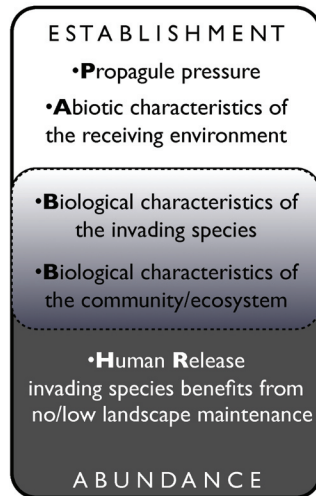 ESTABLISHMENT
•Propagule pressure
•Abiotic characteristics of
the receiving environment
•Biological characteristics of
the invading species
•Biological characteristics of
the community/ecosystem
•Human Release
invading species benefits from
no/low landscape maintenance
ABUNDANCE